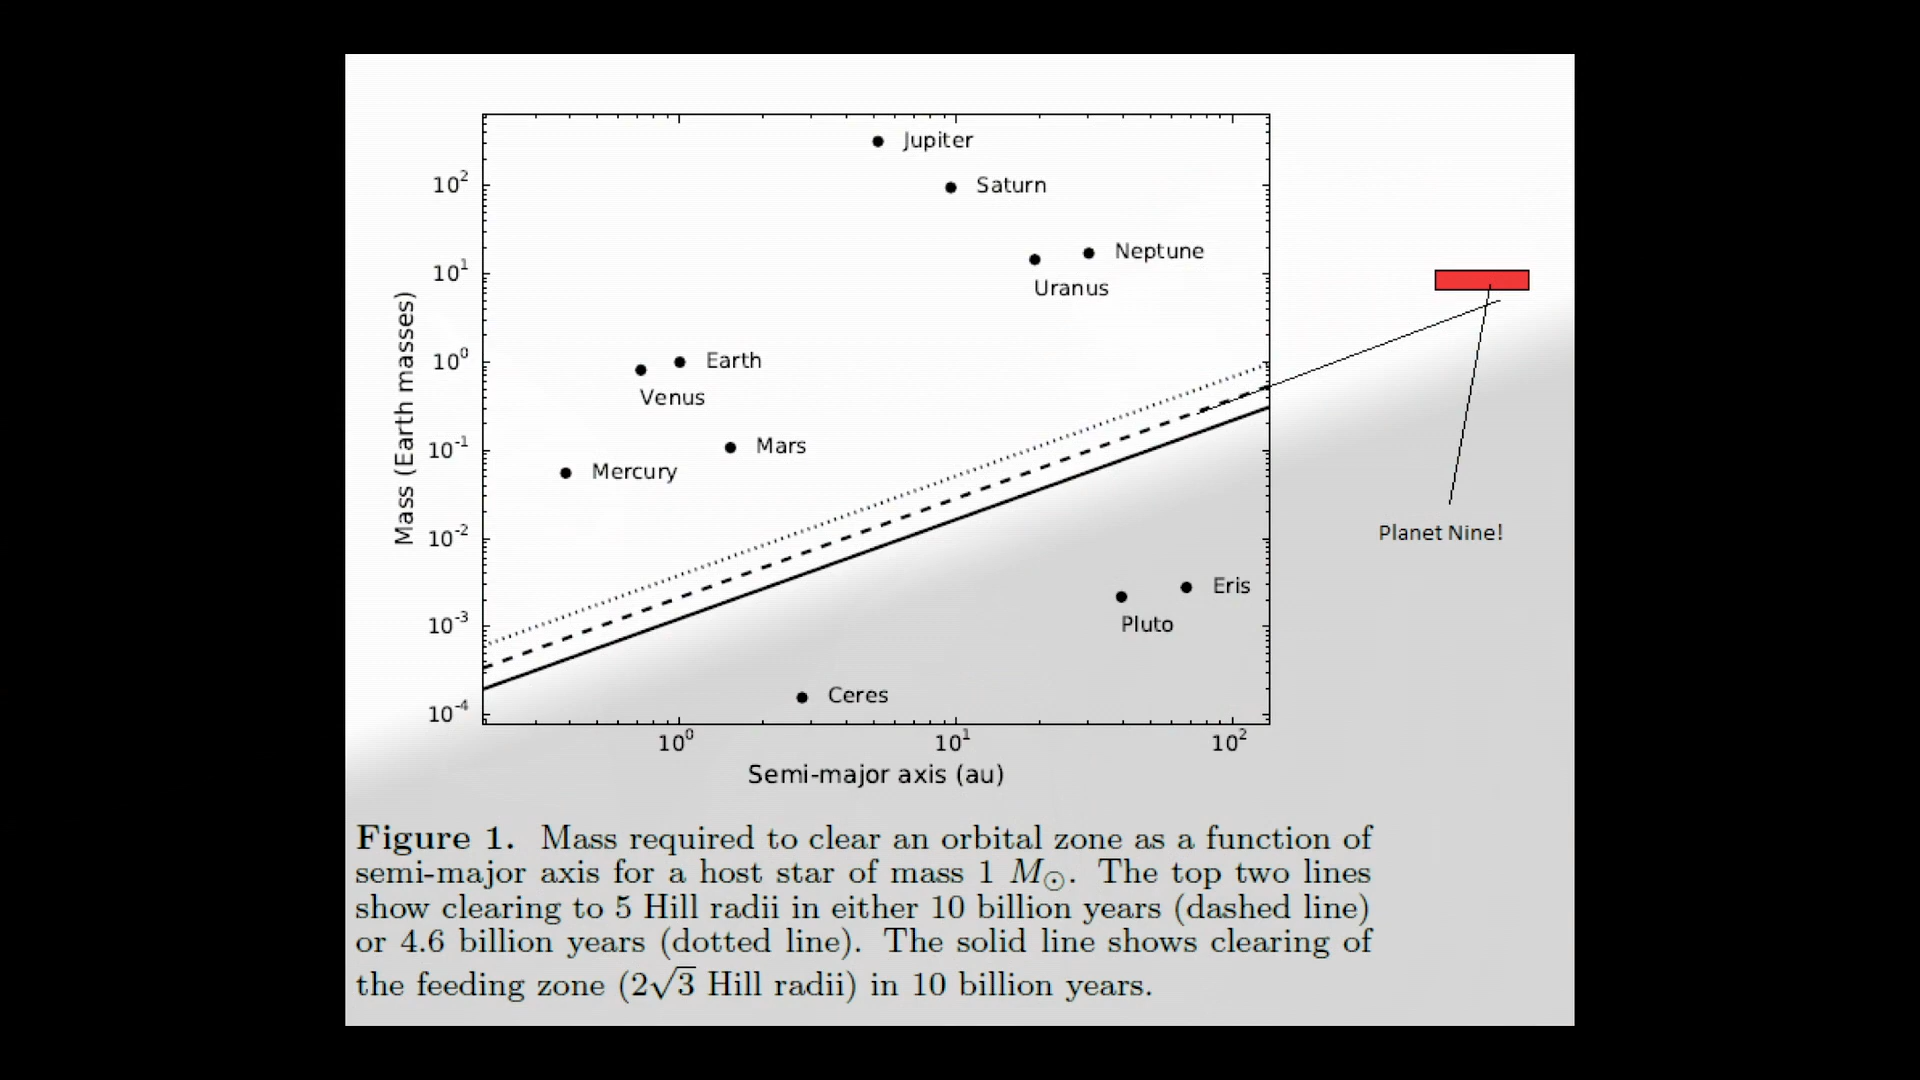 Jupiter
10² Saturn
Neptune
10¹
Uranus
10⁰ Earth
Venus
10⁻¹ Mars
Mercury
Mass (Earth masses)
10⁻²
Planet Nine!
Eris
10⁻³ Pluto
Ceres
10⁻⁴
10⁰ 10¹ 10²
Semi-major axis (au)
Figure 1. Mass required to clear an orbital zone as a function of
semi-major axis for a host star of mass 1 M☉. The top two lines
show clearing to 5 Hill radii in either 10 billion years (dashed line)
or 4.6 billion years (dotted line). The solid line shows clearing of
the feeding zone (2√3 Hill radii) in 10 billion years.